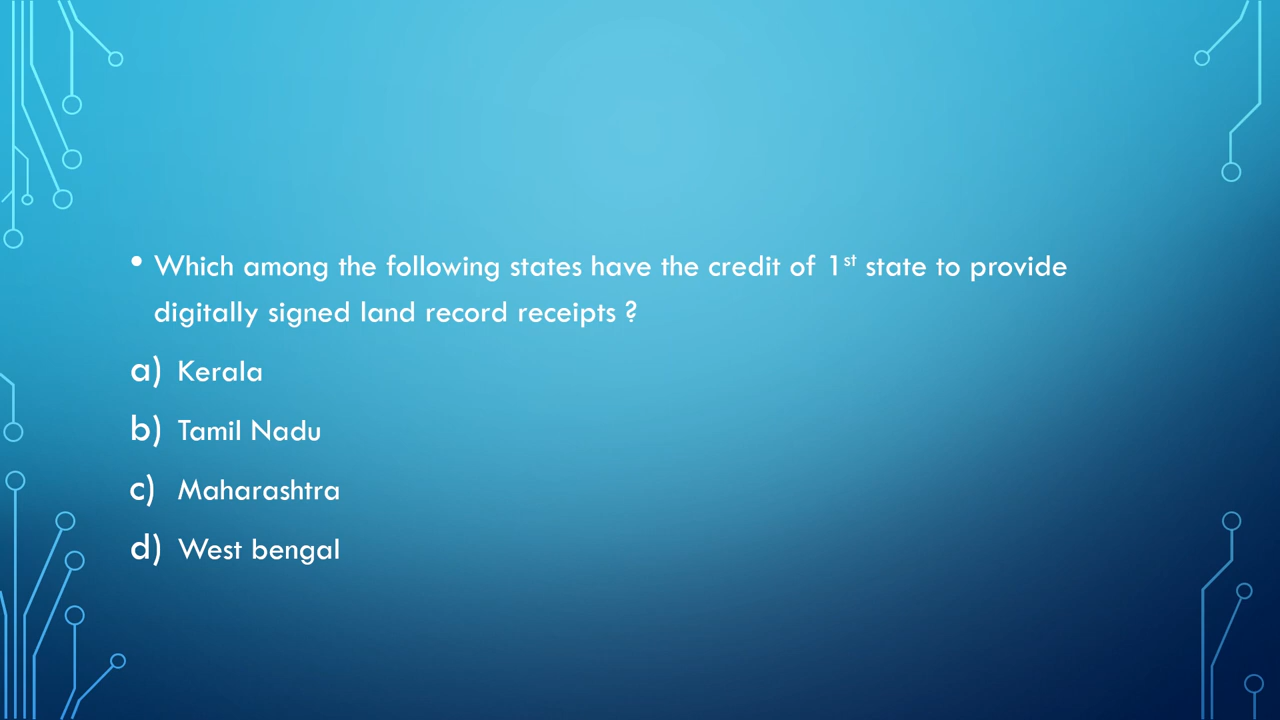 • Which among the following states have the credit of 1st state to provide
digitally signed land record receipts ?
a) Kerala
b) Tamil Nadu
c) Maharashtra
d) West bengal